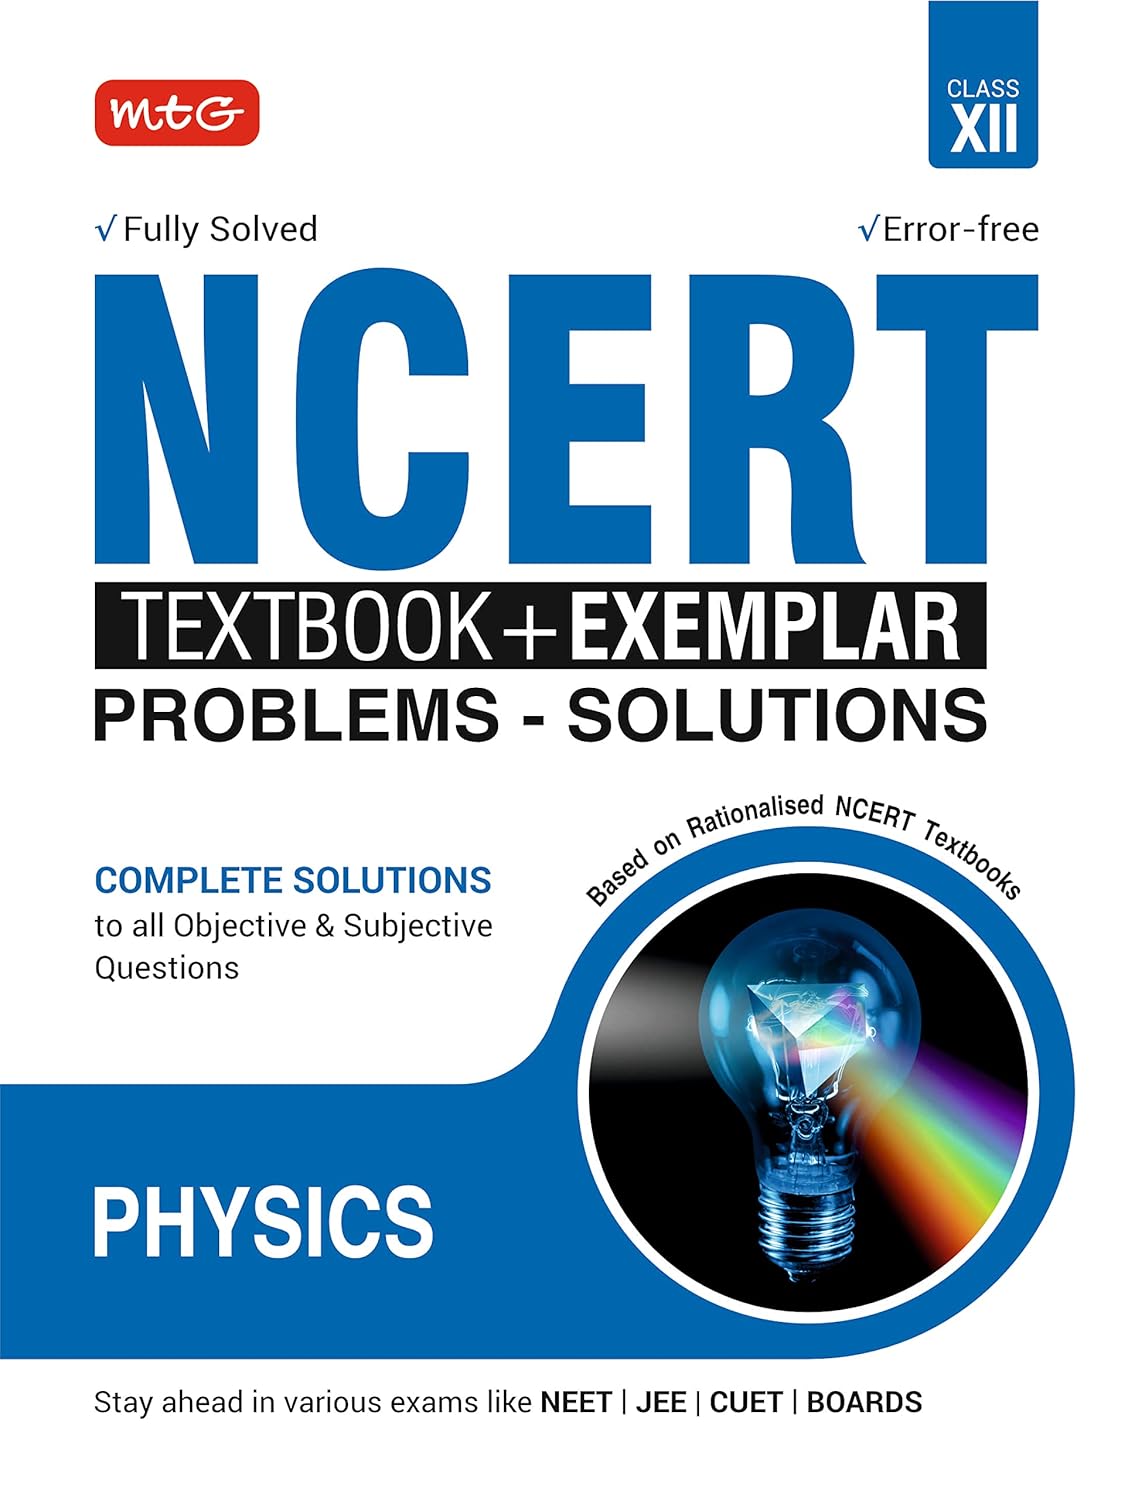 mtG
CLASS
XII
√ Fully Solved
√Error-free
NCERT
TEXTBOOK+EXEMPLAR
PROBLEMS - SOLUTIONS
Based on Rationalised NCERT Textbooks
COMPLETE SOLUTIONS
to all Objective & Subjective
Questions
PHYSICS
Stay ahead in various exams like NEET | JEE | CUET | BOARDS